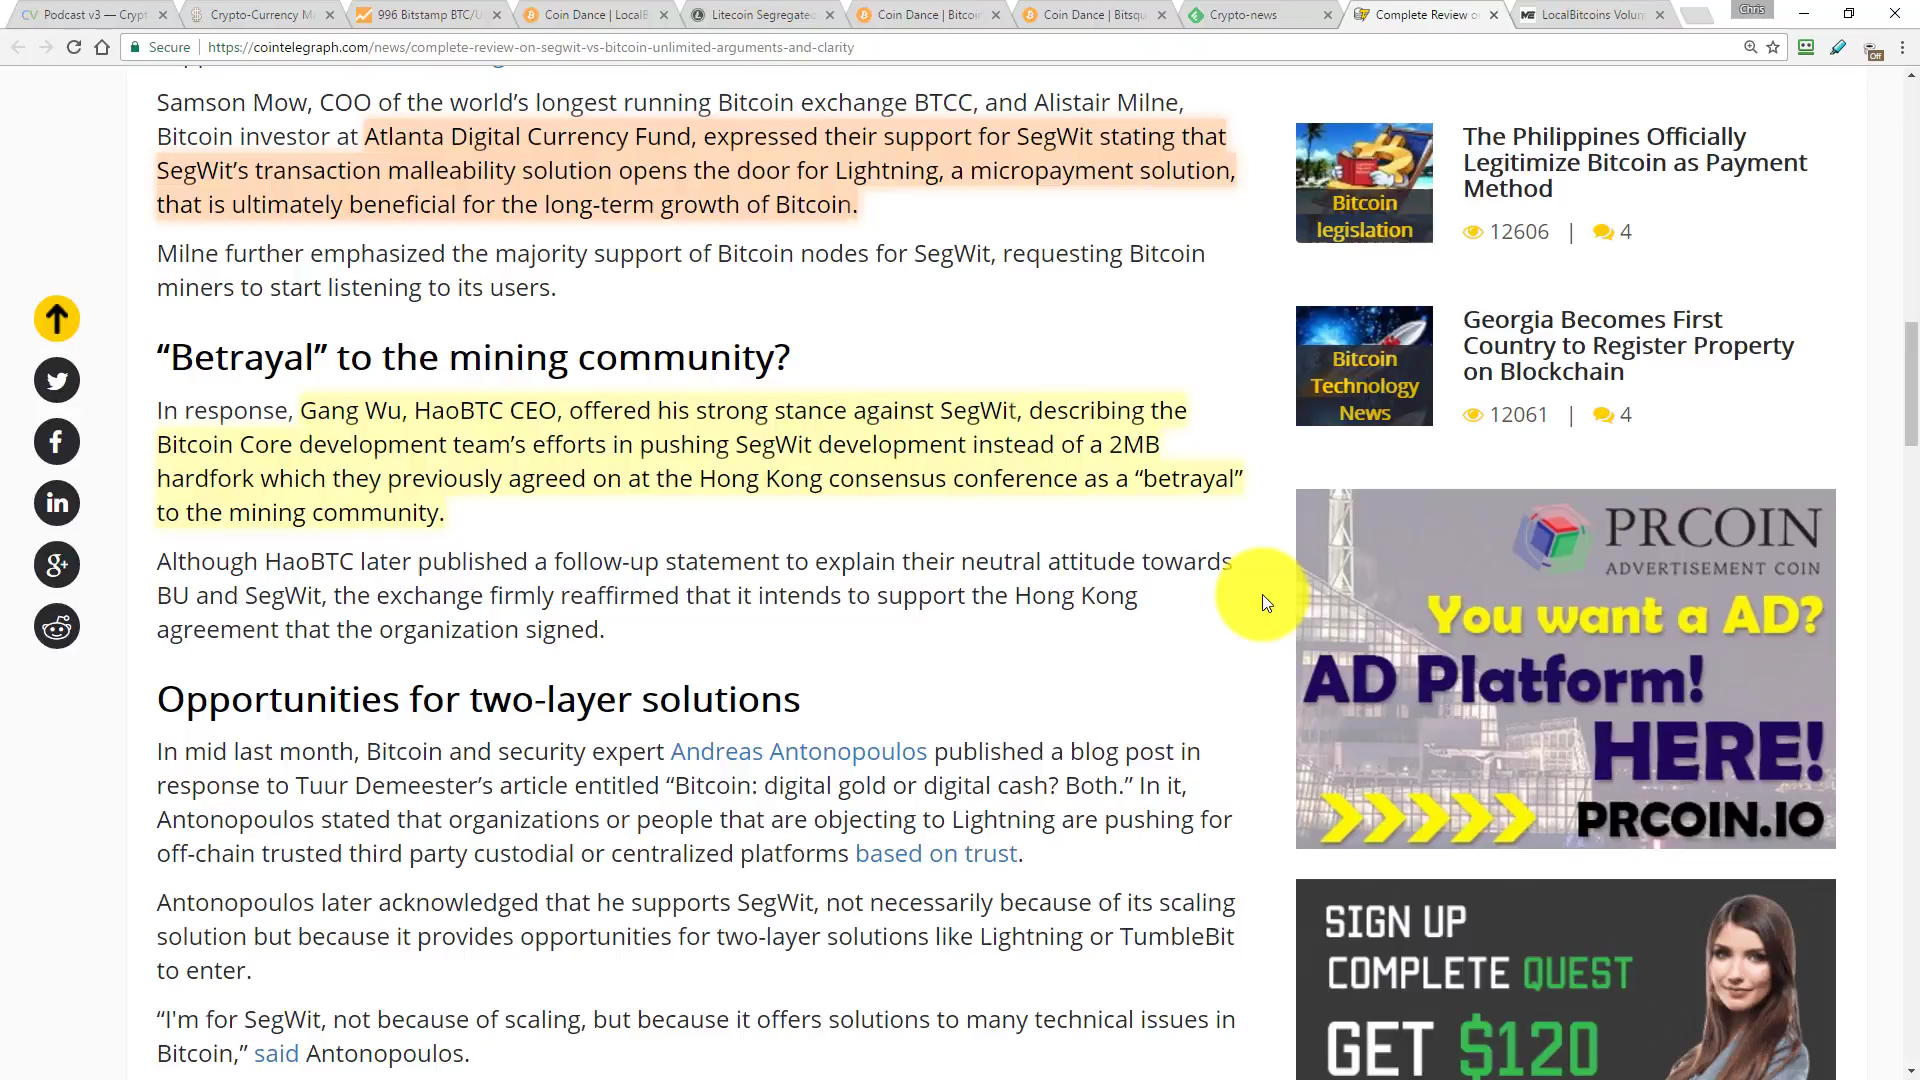 Podcast v3 — Crypt
Crypto-Currency M
996 Bitstamp BTC/U
Coin Dance | LocalB
Litecoin Segregate
Coin Dance | Bitcoi
Coin Dance | Bitsqu
Crypto-news
Complete Review o
LocalBitcoins Volum
Chris
Secure
https://cointelegraph.com/news/complete-review-on-segwit-vs-bitcoin-unlimited-arguments-and-clarity
Off
Samson Mow, COO of the world’s longest running Bitcoin exchange BTCC, and Alistair Milne,
Bitcoin investor at Atlanta Digital Currency Fund, expressed their support for SegWit stating that
SegWit’s transaction malleability solution opens the door for Lightning, a micropayment solution,
that is ultimately beneficial for the long-term growth of Bitcoin.
Milne further emphasized the majority support of Bitcoin nodes for SegWit, requesting Bitcoin
miners to start listening to its users.
“Betrayal” to the mining community?
In response, Gang Wu, HaoBTC CEO, offered his strong stance against SegWit, describing the
Bitcoin Core development team’s efforts in pushing SegWit development instead of a 2MB
hardfork which they previously agreed on at the Hong Kong consensus conference as a “betrayal”
to the mining community.
Although HaoBTC later published a follow-up statement to explain their neutral attitude towards
BU and SegWit, the exchange firmly reaffirmed that it intends to support the Hong Kong
agreement that the organization signed.
Opportunities for two-layer solutions
In mid last month, Bitcoin and security expert Andreas Antonopoulos published a blog post in
response to Tuur Demeester’s article entitled “Bitcoin: digital gold or digital cash? Both.” In it,
Antonopoulos stated that organizations or people that are objecting to Lightning are pushing for
off-chain trusted third party custodial or centralized platforms based on trust.
Antonopoulos later acknowledged that he supports SegWit, not necessarily because of its scaling
solution but because it provides opportunities for two-layer solutions like Lightning or TumbleBit
to enter.
“I'm for SegWit, not because of scaling, but because it offers solutions to many technical issues in
Bitcoin,” said Antonopoulos.
Bitcoin
legislation
The Philippines Officially
Legitimize Bitcoin as Payment
Method
12606 | 4
Bitcoin
Technology
News
Georgia Becomes First
Country to Register Property
on Blockchain
12061 | 4
PRCOIN
ADVERTISEMENT COIN
You want a AD?
AD Platform!
HERE!
PRCOIN.IO
SIGN UP
COMPLETE QUEST
GET $120